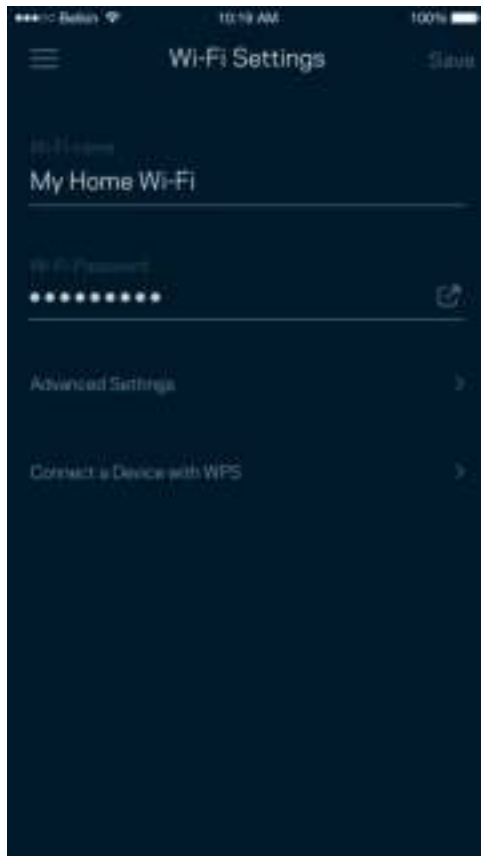 Belkin 10:19 AM 100%
Wi-Fi Settings Save
Wi-Fi name
My Home Wi-Fi
Wi-Fi Password
•••••••••
Advanced Settings
Connect a Device with WPS